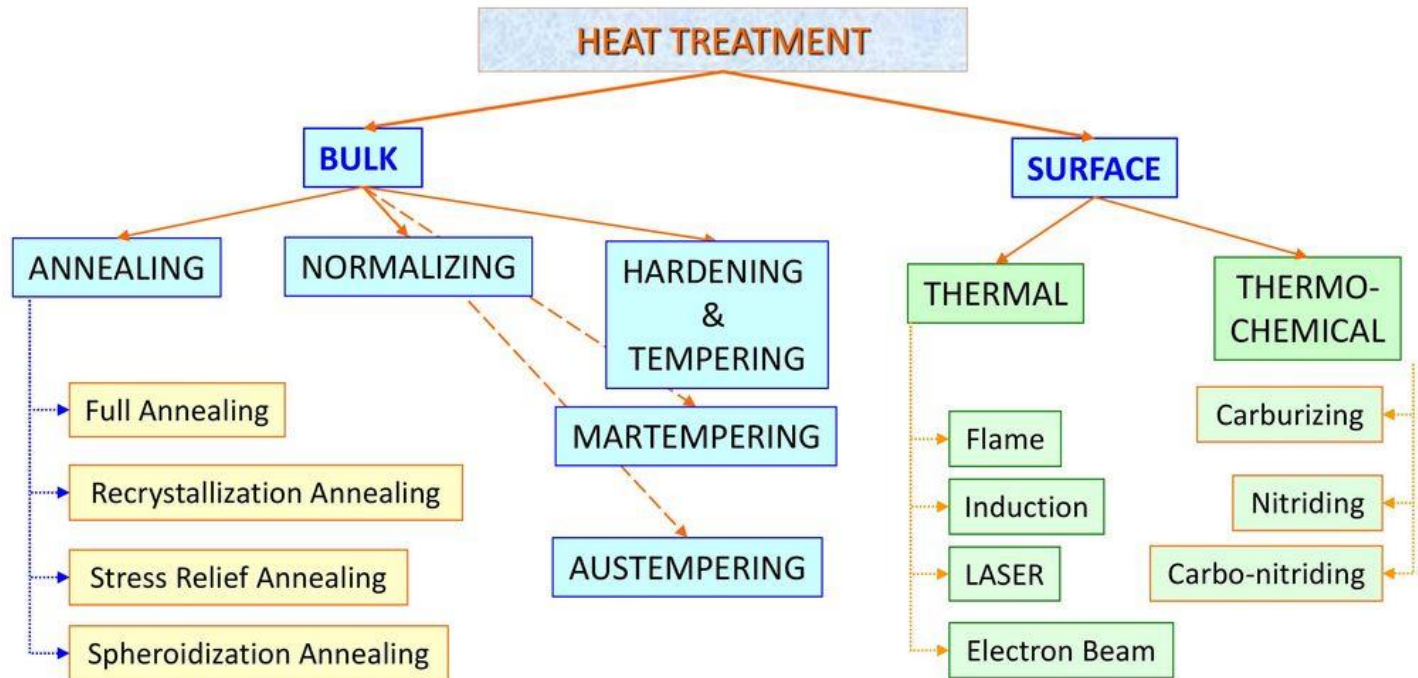 HEAT TREATMENT
BULK
SURFACE
ANNEALING
NORMALIZING
HARDENING
&
TEMPERING
THERMAL
THERMO-
CHEMICAL
Full Annealing
Recrystallization Annealing
Stress Relief Annealing
Spheroidization Annealing
MARTEMPERING
AUSTEMPERING
Flame
Induction
LASER
Electron Beam
Carburizing
Nitriding
Carbo-nitriding